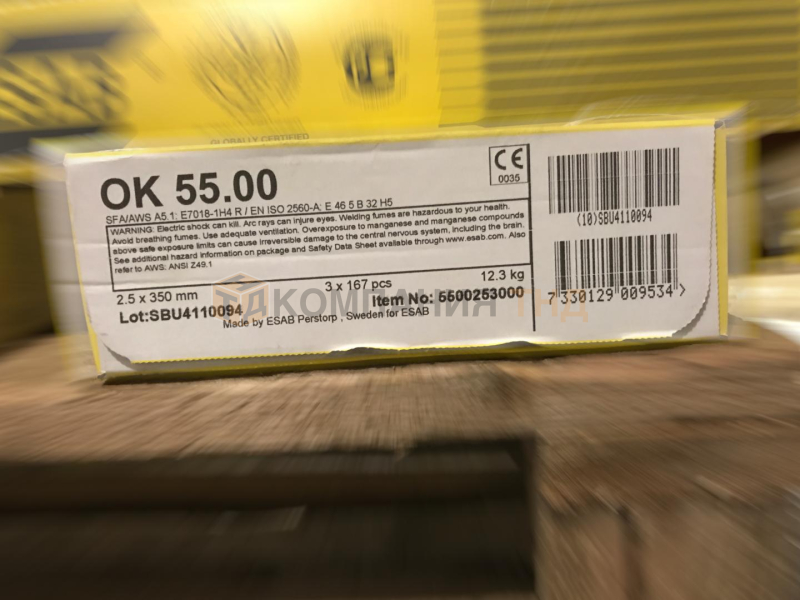 GLOBALLY CERTIFIED
OK 55.00
CE
0035
SFA/AWS A5.1: E7018-1H4 R / EN ISO 2560-A: E 46 5 B 32 H5
WARNING: Electric shock can kill. Arc rays can injure eyes. Welding fumes are hazardous to your health.
Avoid breathing fumes. Use adequate ventilation. Overexposure to manganese and manganese compounds
above safe exposure limits can cause irreversible damage to the central nervous system, including the brain.
See additional hazard information on package and Safety Data Sheet available through www.esab.com. Also
refer to AWS: ANSI Z49.1
2.5 x 350 mm 3 x 167 pcs 12.3 kg
Lot:SBU4110094 Item No: 5500253000
Made by ESAB Perstorp , Sweden for ESAB
(10)SBU4110094
7 330129 009534 >
КОМПАНИЯ ТНД